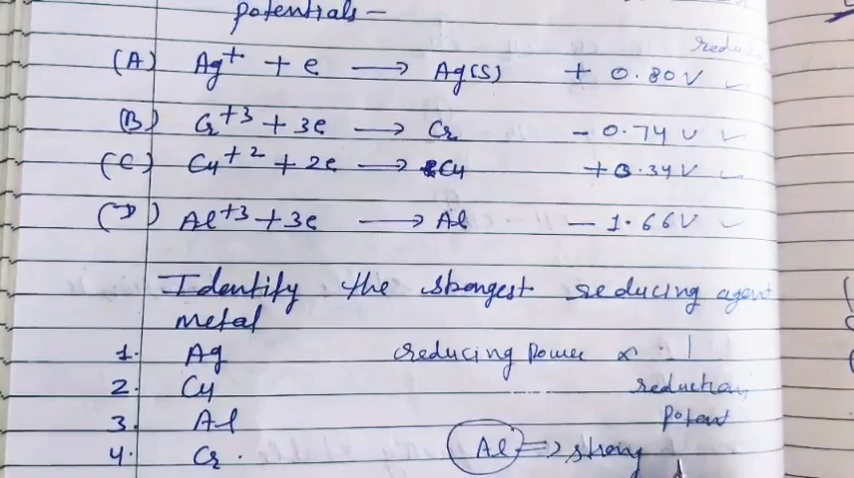 potentials-
(A) Ag+ + e → Ag(s) + 0.80V
(B) Cr+3 + 3e → Cr - 0.74 V
(C) Cu+2 + 2e → Cu + 0.34V
(D) Al+3 + 3e → Al - 1.66V
Identify the strongest reducing agent
metal
1. Ag reducing Power ∝ 1
2. Cu reduction
3. Al Potent
4. Cr. Al => strong